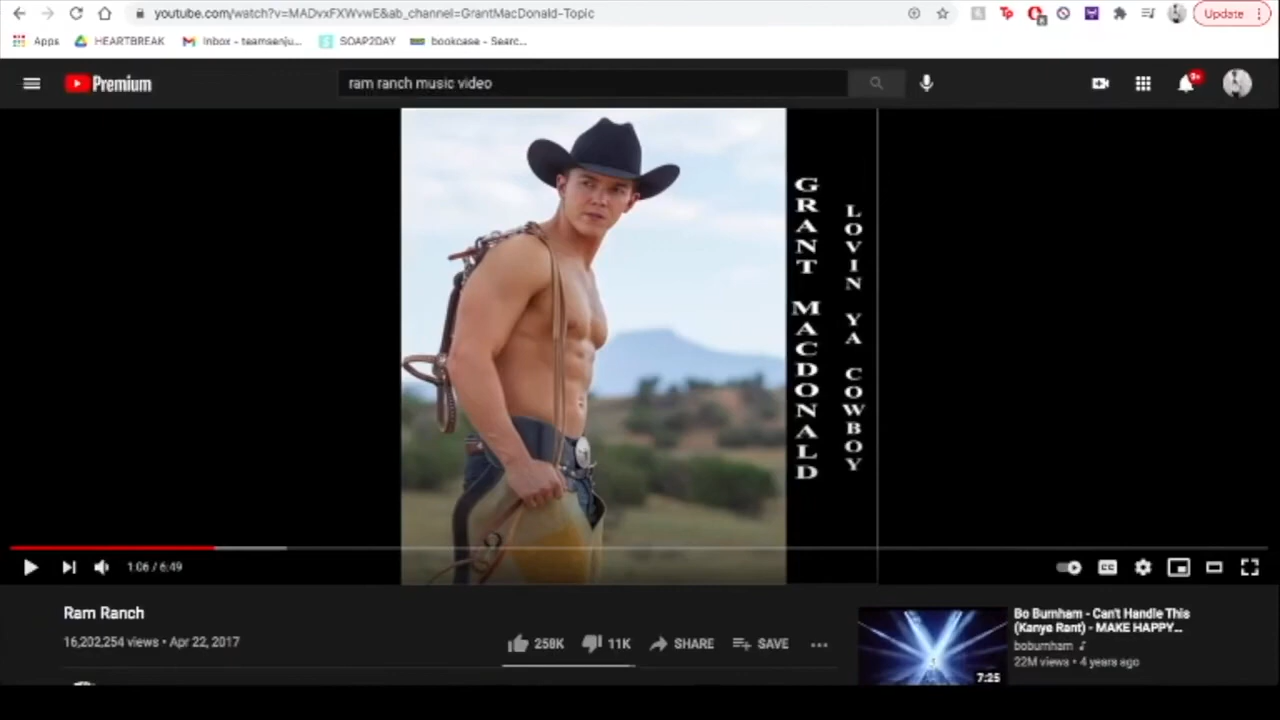 youtube.com/watch?v=MADvxFXWvwE&ab_channel=GrantMacDonald-Topic
Update
Apps HEARTBREAK Inbox - teamsenju... SOAP2DAY bookcase - Searc...
Premium
ram ranch music video
9+
GRANT MACDONALD
LOVIN YA COWBOY
1:06 / 6:49
CC
Ram Ranch
16,202,254 views • Apr 22, 2017
258K 11K SHARE SAVE
Bo Burnham - Can't Handle This
(Kanye Rant) - MAKE HAPPY...
boburnham
22M views • 4 years ago
7:25